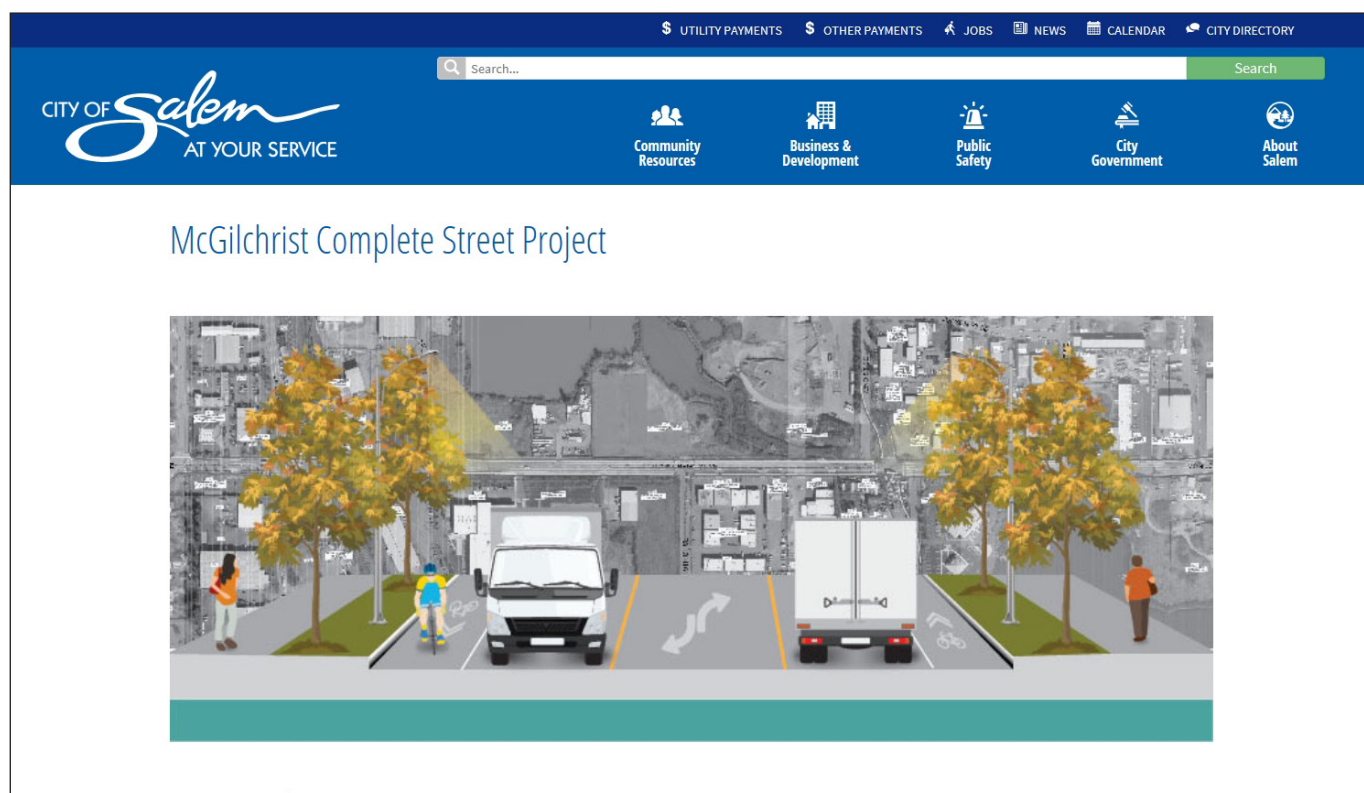 $ UTILITY PAYMENTS $ OTHER PAYMENTS JOBS NEWS CALENDAR CITY DIRECTORY
Search... Search
CITY OF Salem
AT YOUR SERVICE
Community
Resources
Business &
Development
Public
Safety
City
Government
About
Salem
McGilchrist Complete Street Project